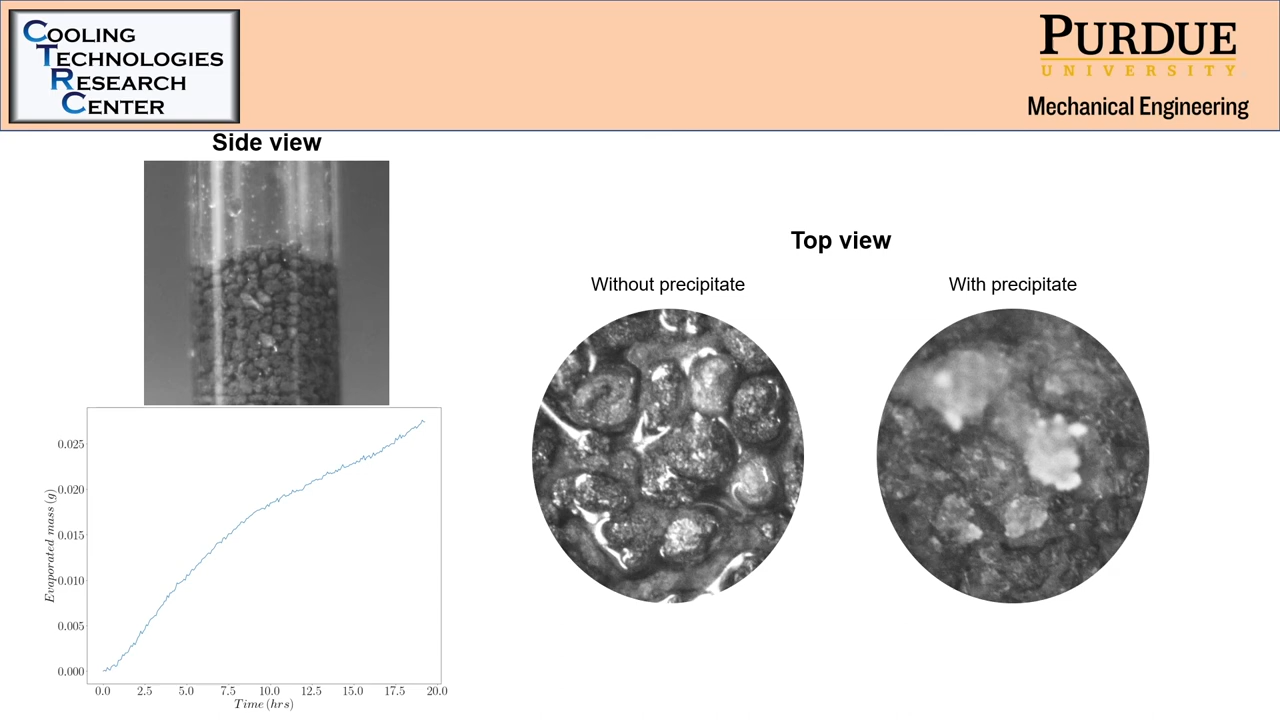 COOLING
TECHNOLOGIES
RESEARCH
CENTER
PURDUE
UNIVERSITY
Mechanical Engineering
Side view
Top view
Without precipitate
With precipitate
Evaporated mass (g)
0.025
0.020
0.015
0.010
0.005
0.000
0.0 2.5 5.0 7.5 10.0 12.5 15.0 17.5 20.0
Time (hrs)